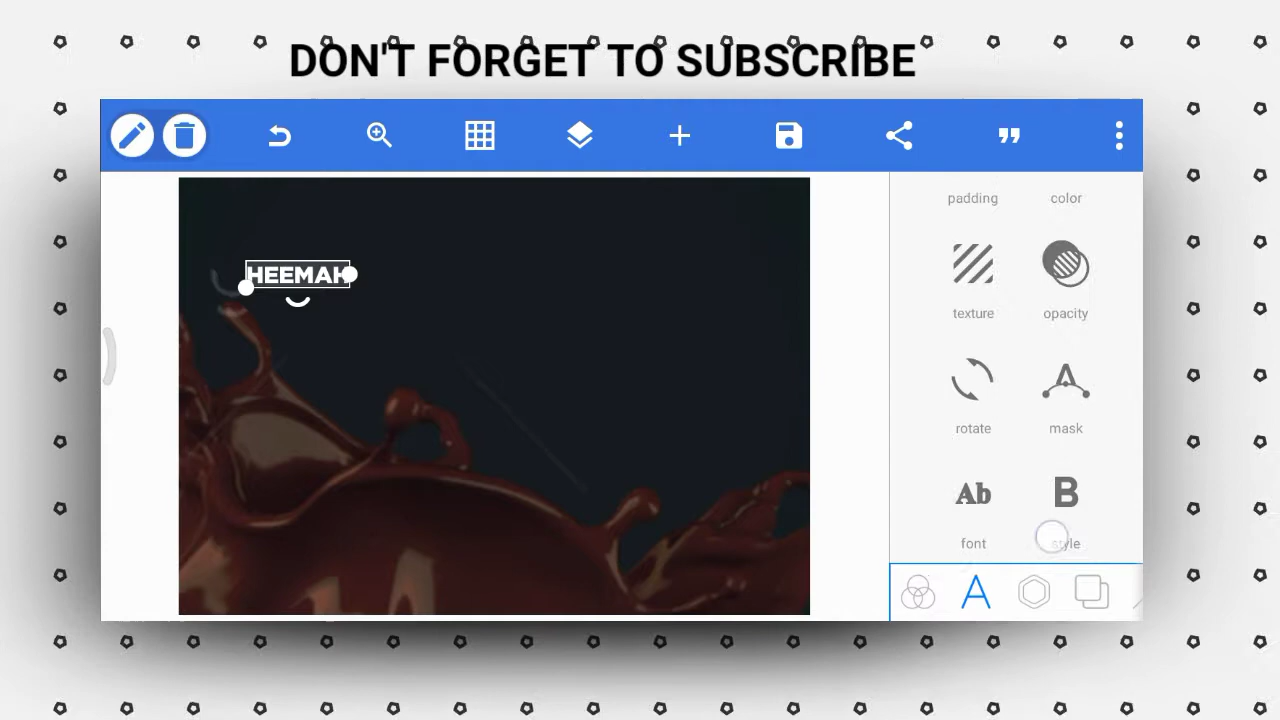 DON'T FORGET TO SUBSCRIBE
padding color
HEEMAH
texture opacity
rotate mask
Ab B
font style